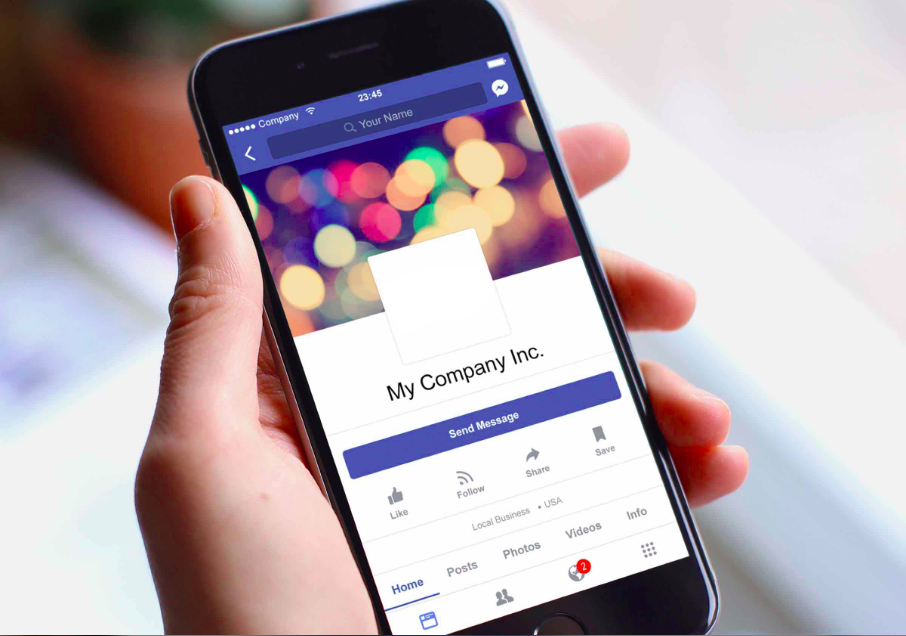 Company
23:45
Your Name
My Company Inc.
Send Message
Like
Follow
Share
Save
Local Business • USA
Home
Posts
Photos
Videos
Info
2